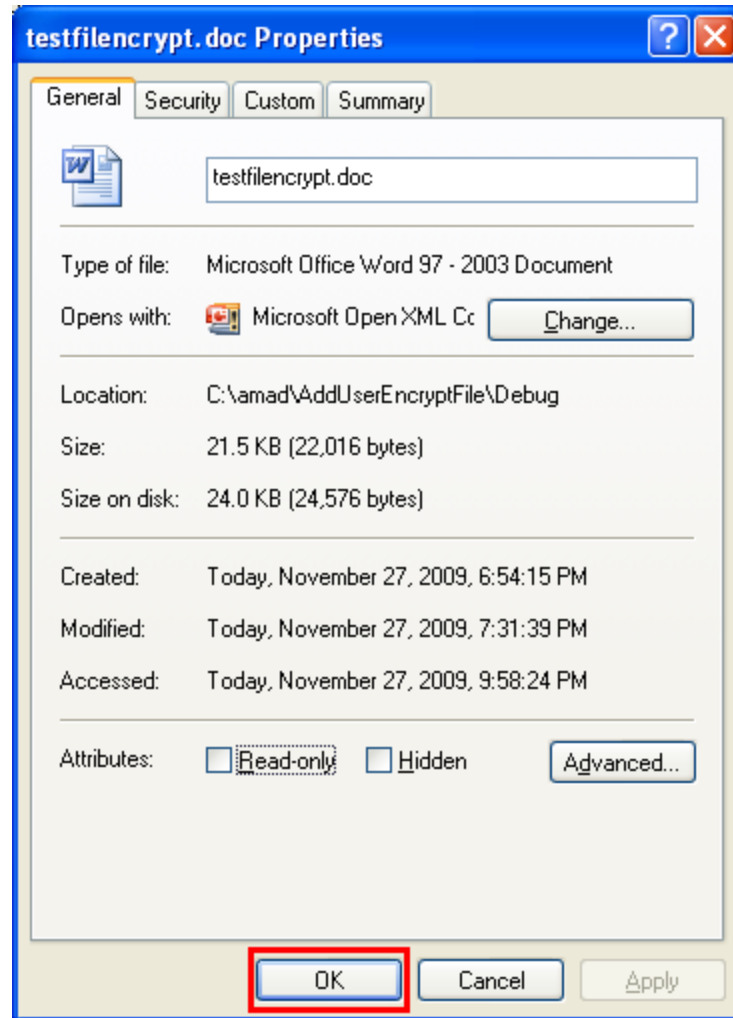 testfilencrypt.doc Properties
General Security Custom Summary
testfilencrypt.doc
Type of file: Microsoft Office Word 97 - 2003 Document
Opens with: Microsoft Open XML Cc Change...
Location: C:\amad\AddUserEncryptFile\Debug
Size: 21.5 KB (22,016 bytes)
Size on disk: 24.0 KB (24,576 bytes)
Created: Today, November 27, 2009, 6:54:15 PM
Modified: Today, November 27, 2009, 7:31:39 PM
Accessed: Today, November 27, 2009, 9:58:24 PM
Attributes: Read-only Hidden Advanced...
OK Cancel Apply